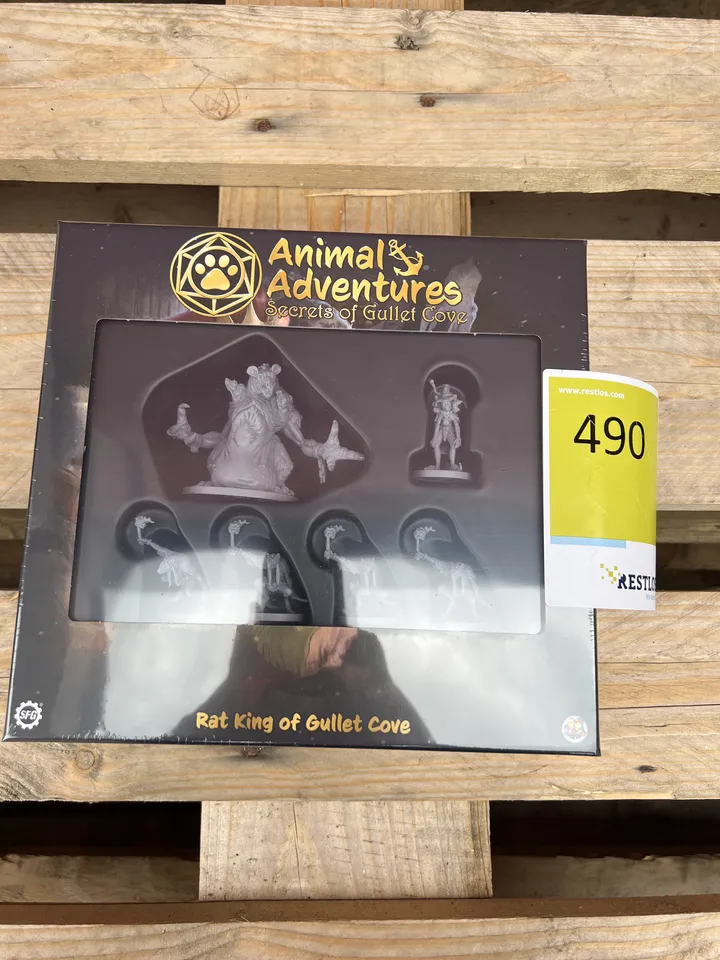 Animal
Adventures
Secrets of Gullet Cove
www.restlos.com
490
RESTLOS
SFG
Rat King of Gullet Cove